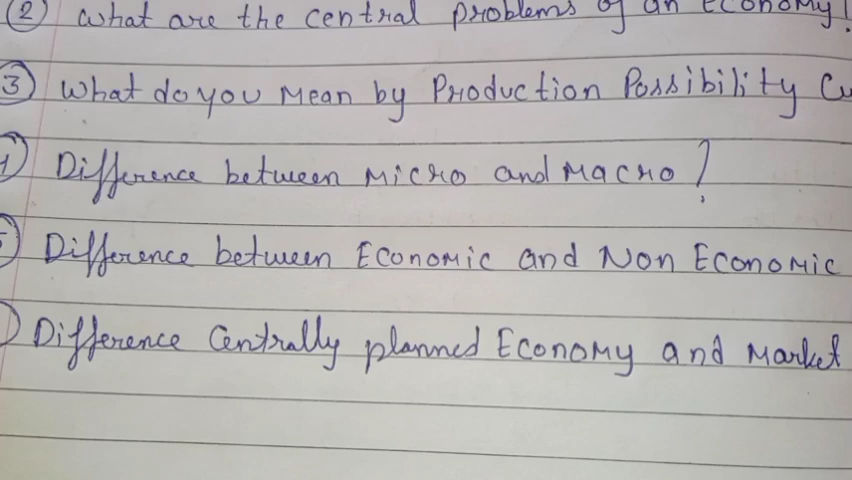 ② What are the central problems of an Economy?
③ What do you Mean by Production Possibility
Difference between Micro and Macro?
Difference between Economic and Non Economic
Difference Centrally planned Economy and Market